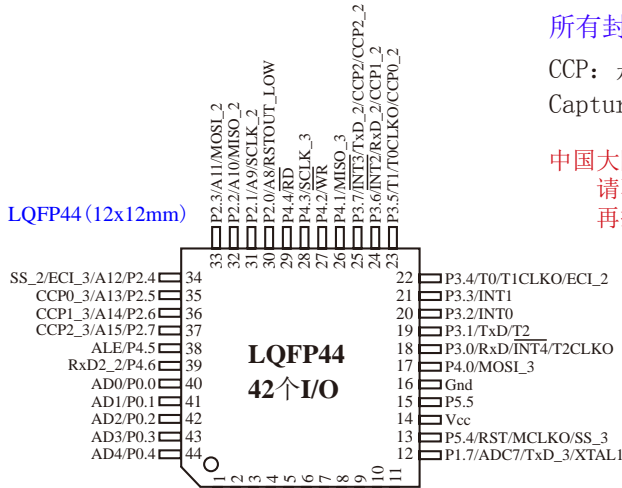 所有封
CCP:
Captur
中国大
请
再
LQFP44(12x12mm)
P2.3/A11/MOSI_2
P2.2/A10/MISO_2
P2.1/A9/SCLK_2
P2.0/A8/RSTOUT_LOW
P4.4/RD
P4.3/SCLK_3
P4.2/WR
P4.1/MISO_3
P3.7/INT3/TxD_2/CCP2/CCP2_2
P3.6/INT2/RxD_2/CCP1_2
P3.5/T1/T0CLKO/CCP0_2
33 32 31 30 29 28 27 26 25 24 23
SS_2/ECI_3/A12/P2.4 34
CCP0_3/A13/P2.5 35
CCP1_3/A14/P2.6 36
CCP2_3/A15/P2.7 37
ALE/P4.5 38
RxD2_2/P4.6 39
AD0/P0.0 40
AD1/P0.1 41
AD2/P0.2 42
AD3/P0.3 43
AD4/P0.4 44
LQFP44
42个I/O
22 P3.4/T0/T1CLKO/ECI_2
21 P3.3/INT1
20 P3.2/INT0
19 P3.1/TxD/T2
18 P3.0/RxD/INT4/T2CLKO
17 P4.0/MOSI_3
16 Gnd
15 P5.5
14 Vcc
13 P5.4/RST/MCLKO/SS_3
12 P1.7/ADC7/TxD_3/XTAL1
1 2 3 4 5 6 7 8 9 10 11